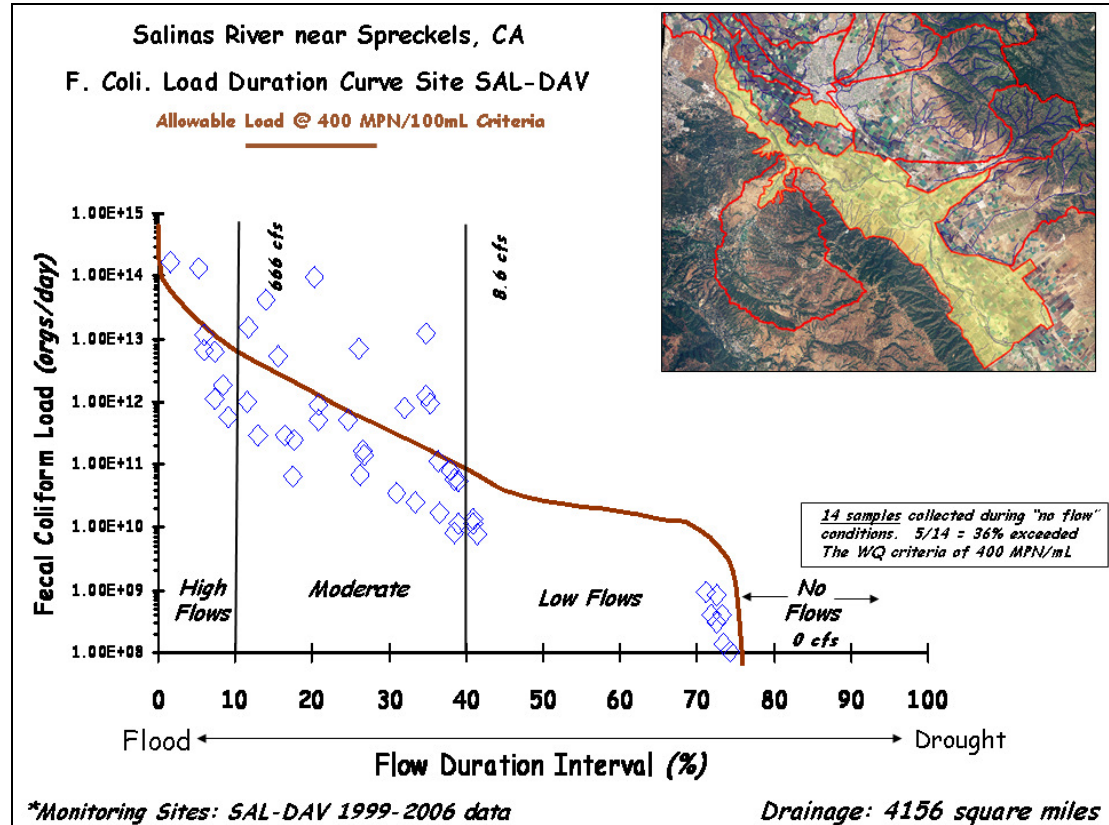 Salinas River near Spreckels, CA
F. Coli. Load Duration Curve Site SAL-DAV
Allowable Load @ 400 MPN/100mL Criteria
Fecal Coliform Load (orgs/day)
1.00E+15
1.00E+14
1.00E+13
1.00E+12
1.00E+11
1.00E+10
1.00E+09
1.00E+08
666 cfs
8.6 cfs
High
Flows
Moderate
Low Flows
No
Flows
0 cfs
14 samples collected during "no flow"
conditions. 5/14 = 36% exceeded
The WQ criteria of 400 MPN/mL
0 10 20 30 40 50 60 70 80 90 100
Flood
Drought
Flow Duration Interval (%)
*Monitoring Sites: SAL-DAV 1999-2006 data
Drainage: 4156 square miles